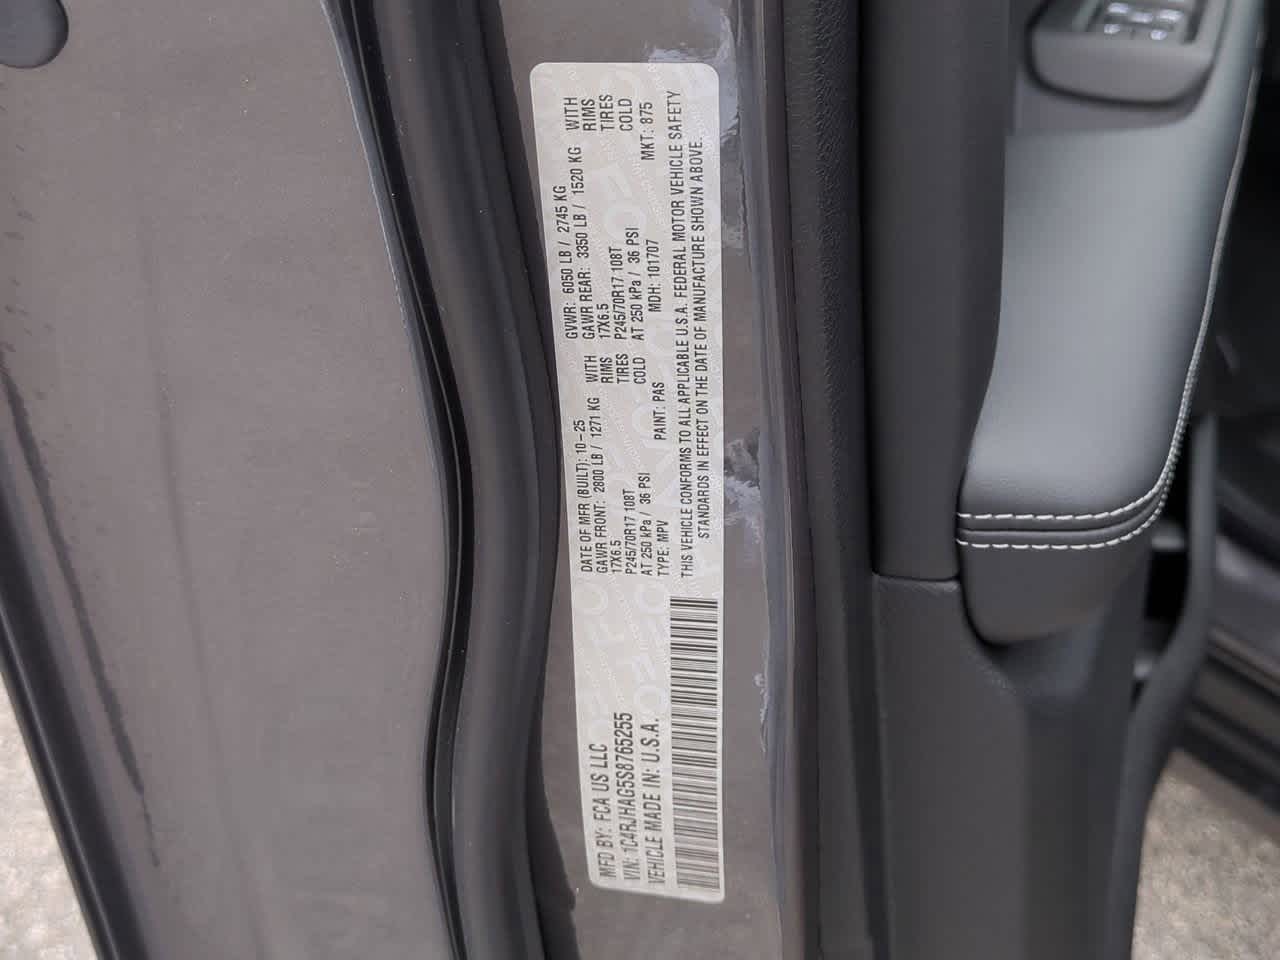 MFD BY: FCA US LLC
VIN: 1C4RJHAG5S8765255
VEHICLE MADE IN: U.S.A.
DATE OF MFR (BUILT): 10-25 GVWR: 6050 LB / 2745 KG
GAWR FRONT: 2800 LB / 1271 KG WITH GAWR REAR: 3350 LB / 1520 KG WITH
17X6.5 RIMS 17X6.5 RIMS
P245/70R17 108T TIRES P245/70R17 108T TIRES
AT 250 kPa / 36 PSI COLD AT 250 kPa / 36 PSI COLD
TYPE: MPV PAINT: PAS MDH: 101707 MKT: 875
THIS VEHICLE CONFORMS TO ALL APPLICABLE U.S.A. FEDERAL MOTOR VEHICLE SAFETY
STANDARDS IN EFFECT ON THE DATE OF MANUFACTURE SHOWN ABOVE.